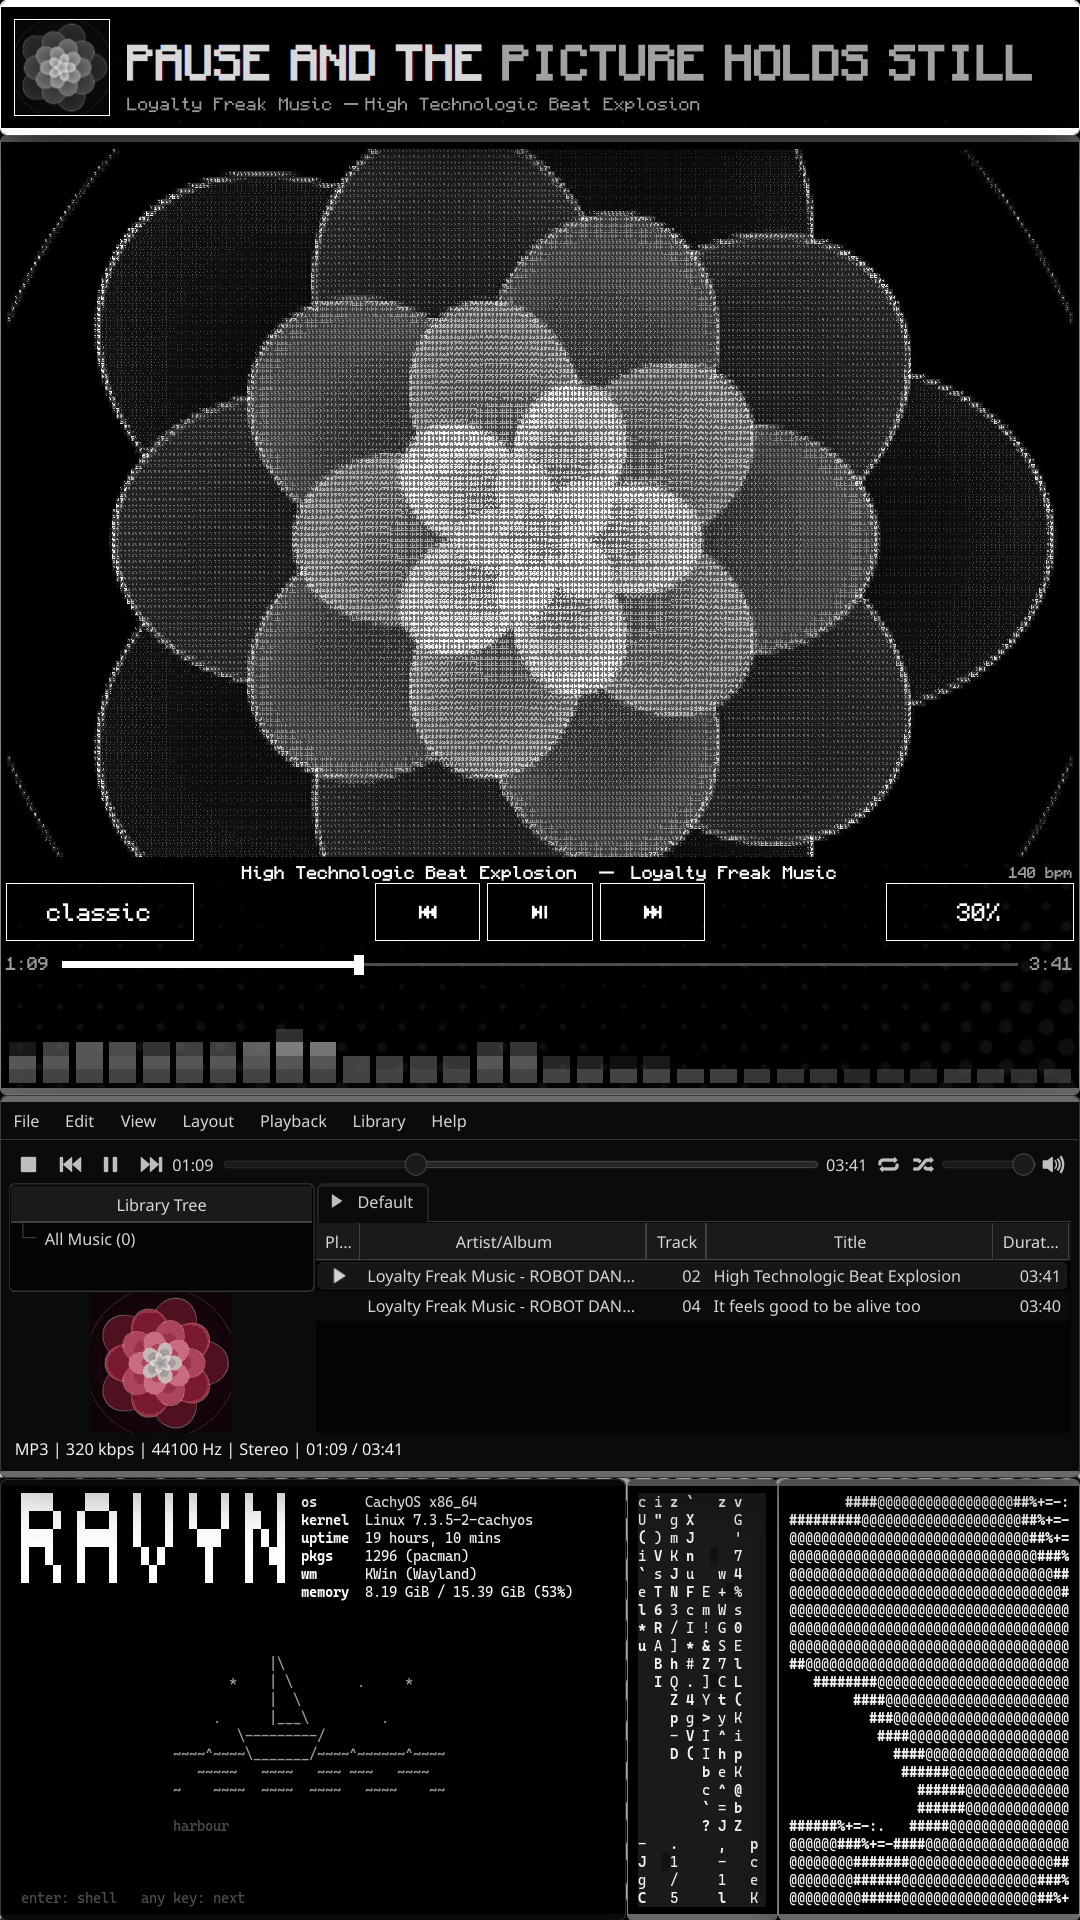 PAUSE AND THE PICTURE HOLDS STILL
Loyalty Freak Music — High Technologic Beat Explosion
High Technologic Beat Explosion — Loyalty Freak Music
140 bpm
classic
30%
1:09
3:41
File Edit View Layout Playback Library Help
01:09
03:41
Library Tree
All Music (0)
Default
Pl... Artist/Album Track Title Durat...
Loyalty Freak Music - ROBOT DAN... 02 High Technologic Beat Explosion 03:41
Loyalty Freak Music - ROBOT DAN... 04 It feels good to be alive too 03:40
MP3 | 320 kbps | 44100 Hz | Stereo | 01:09 / 03:41
RAVYN
os CachyOS x86_64
kernel Linux 7.3.5-2-cachyos
uptime 19 hours, 10 mins
pkgs 1296 (pacman)
wm KWin (Wayland)
memory 8.19 GiB / 15.39 GiB (53%)
harbour
enter: shell any key: next